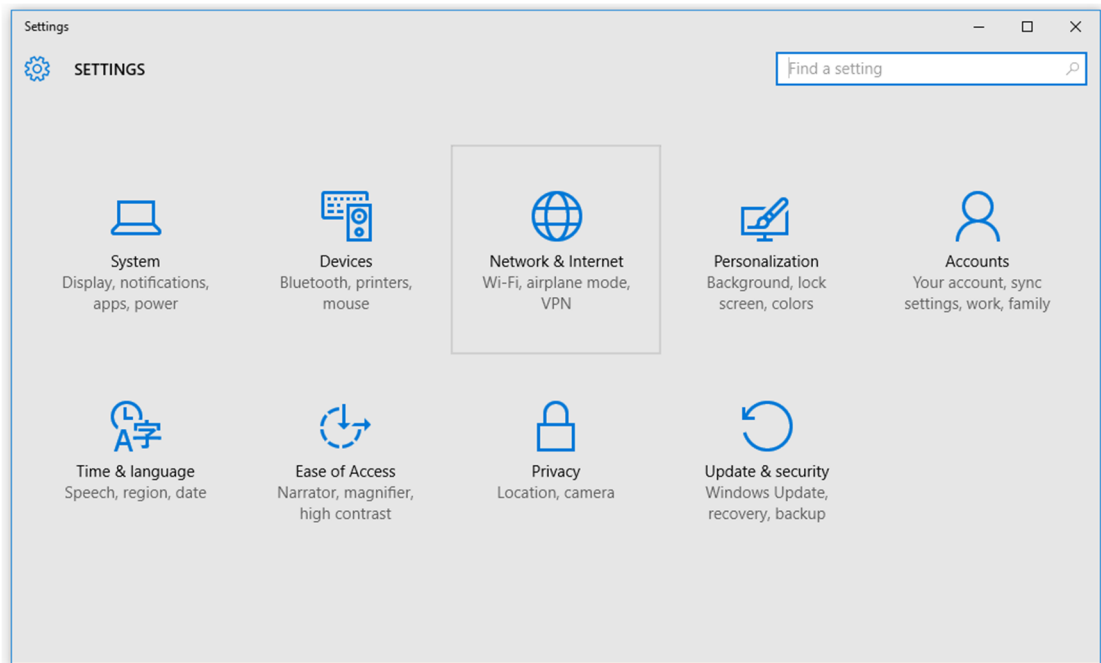 Settings
SETTINGS
Find a setting
System
Display, notifications,
apps, power
Devices
Bluetooth, printers,
mouse
Network & Internet
Wi-Fi, airplane mode,
VPN
Personalization
Background, lock
screen, colors
Accounts
Your account, sync
settings, work, family
A字
Time & language
Speech, region, date
Ease of Access
Narrator, magnifier,
high contrast
Privacy
Location, camera
Update & security
Windows Update,
recovery, backup